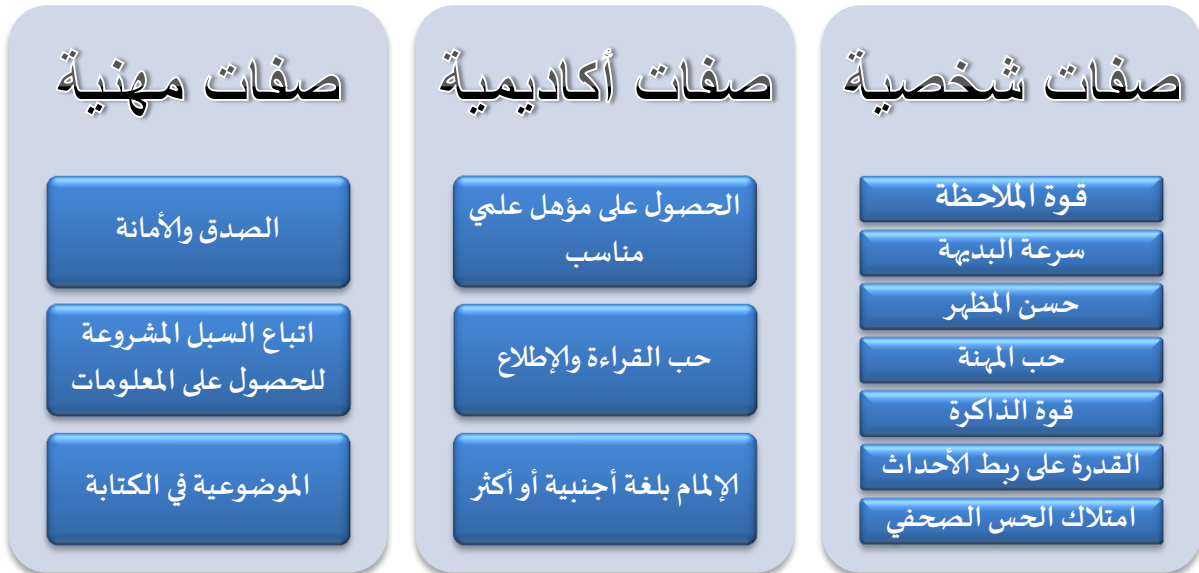 صفات شخصية
قوة الملاحظة
سرعة البديهة
حسن المظهر
حب المهنة
قوة الذاكرة
القدرة على ربط الأحداث
امتلاك الحس الصحفي
صفات أكاديمية
الحصول على مؤهل علمي
مناسب
حب القراءة والإطلاع
الإلمام بلغة أجنبية أو أكثر
صفات مهنية
الصدق والأمانة
اتباع السبل المشروعة
للحصول على المعلومات
الموضوعية في الكتابة